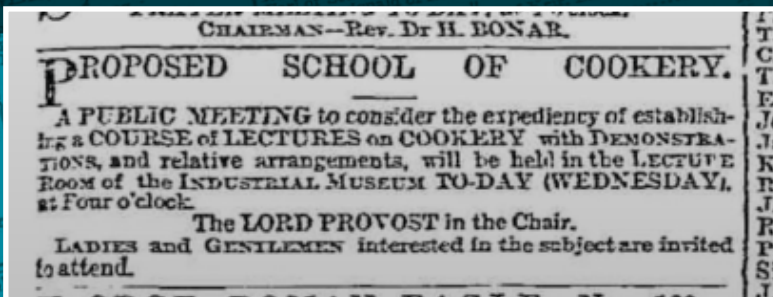 CHAIRMAN—Rev. Dr H. BONAR.
PROPOSED SCHOOL OF COOKERY.
A PUBLIC MEETING to consider the expediency of establish-
ing a COURSE of LECTURES on COOKERY with DEMONSTRA-
TIONS, and relative arrangements, will be held in the LECTURE
ROOM of the INDUSTRIAL MUSEUM TO-DAY (WEDNESDAY),
at Four o'clock.
The LORD PROVOST in the Chair.
LADIES and GENTLEMEN interested in the subject are invited
to attend.